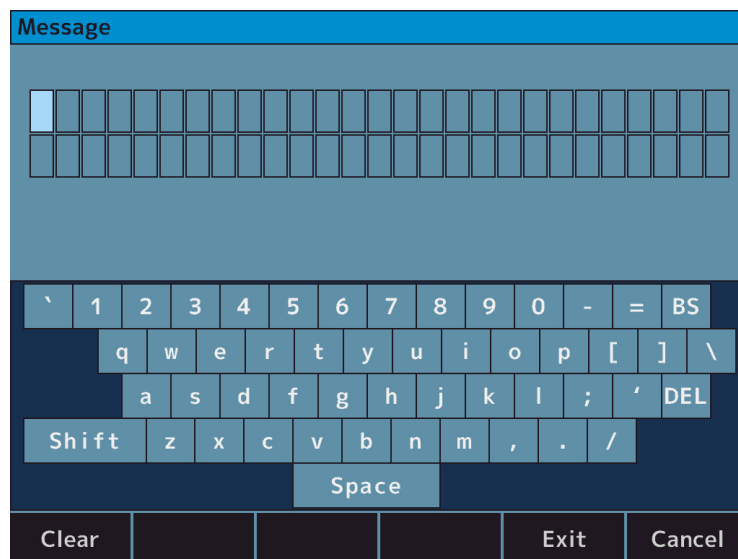 Message
` 1 2 3 4 5 6 7 8 9 0 - = BS
q w e r t y u i o p [ ] \
a s d f g h j k l ; ‘ DEL
Shift z x c v b n m , . /
Space
Clear Exit Cancel